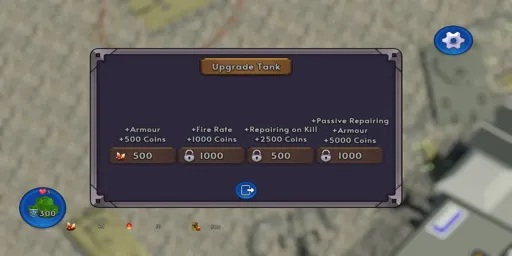 Upgrade Tank
+Passive Repairing
+Armour +Fire Rate +Repairing on Kill +Armour
+500 Coins +1000 Coins +2500 Coins +5000 Coins
500 1000 500 1000
300